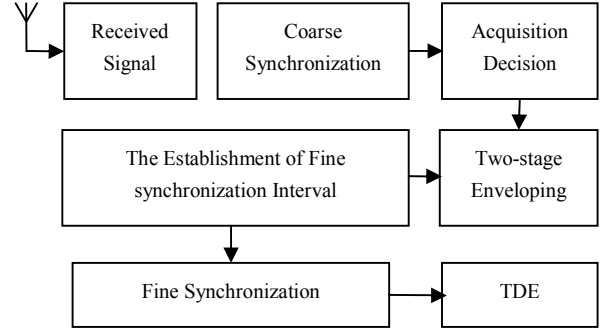 Received
Signal
Coarse
Synchronization
Acquisition
Decision
The Establishment of Fine
synchronization Interval
Two-stage
Enveloping
Fine Synchronization
TDE